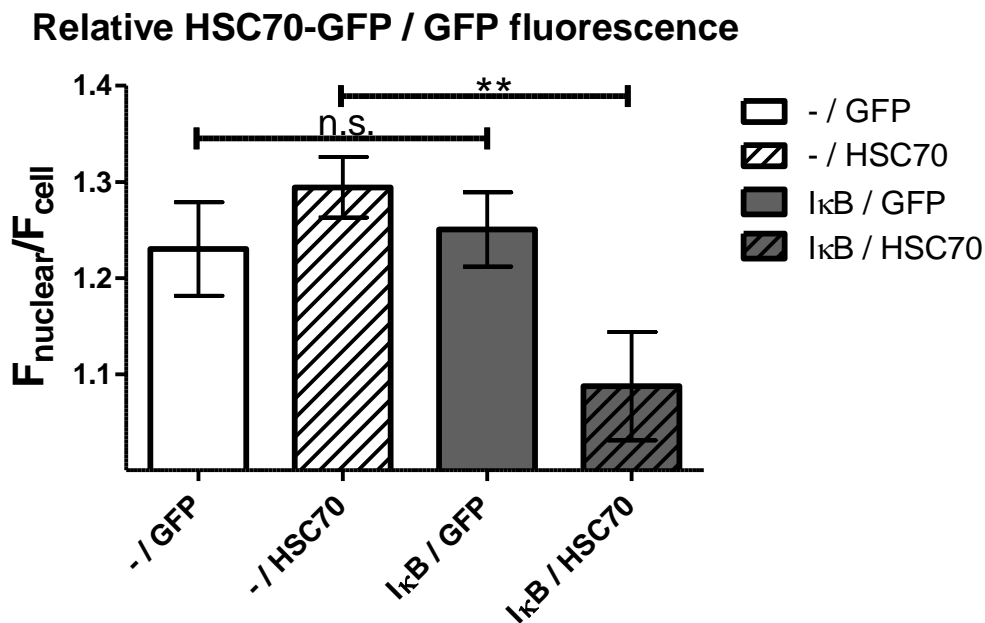 Relative HSC70-GFP / GFP fluorescence
Fnuclear/Fcell
1.4
1.3
1.2
1.1
**
n.s.
- / GFP
- / HSC70
IκB / GFP
IκB / HSC70
- / GFP
- / HSC70
IκB / GFP
IκB / HSC70